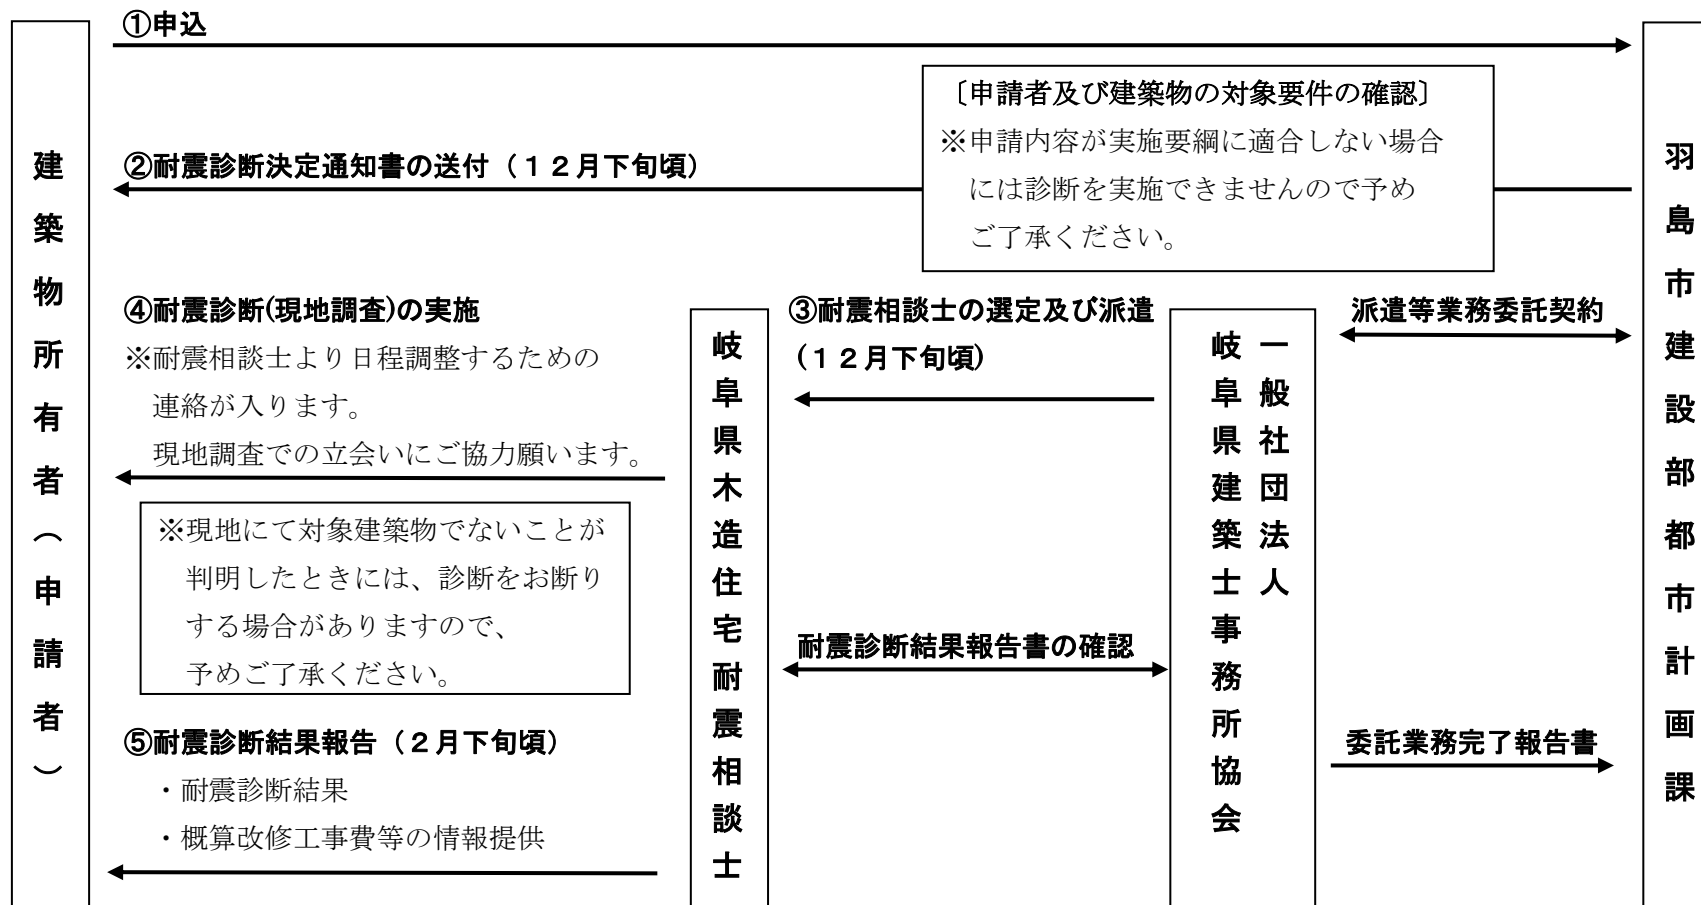 ①申込
〔申請者及び建築物の対象要件の確認〕
※申請内容が実施要綱に適合しない場合
には診断を実施できませんので予め
ご了承ください。
②耐震診断決定通知書の送付（１２月下旬頃）
建築物所有者（申請者）
羽島市建設部都市計画課
④耐震診断(現地調査)の実施
※耐震相談士より日程調整するための
連絡が入ります。
現地調査での立会いにご協力願います。
※現地にて対象建築物でないことが
判明したときには、診断をお断り
する場合がありますので、
予めご了承ください。
⑤耐震診断結果報告（２月下旬頃）
・耐震診断結果
・概算改修工事費等の情報提供
岐阜県木造住宅耐震相談士
③耐震相談士の選定及び派遣
（１２月下旬頃）
耐震診断結果報告書の確認
一般社団法人
岐阜県建築士事務所協会
派遣等業務委託契約
委託業務完了報告書